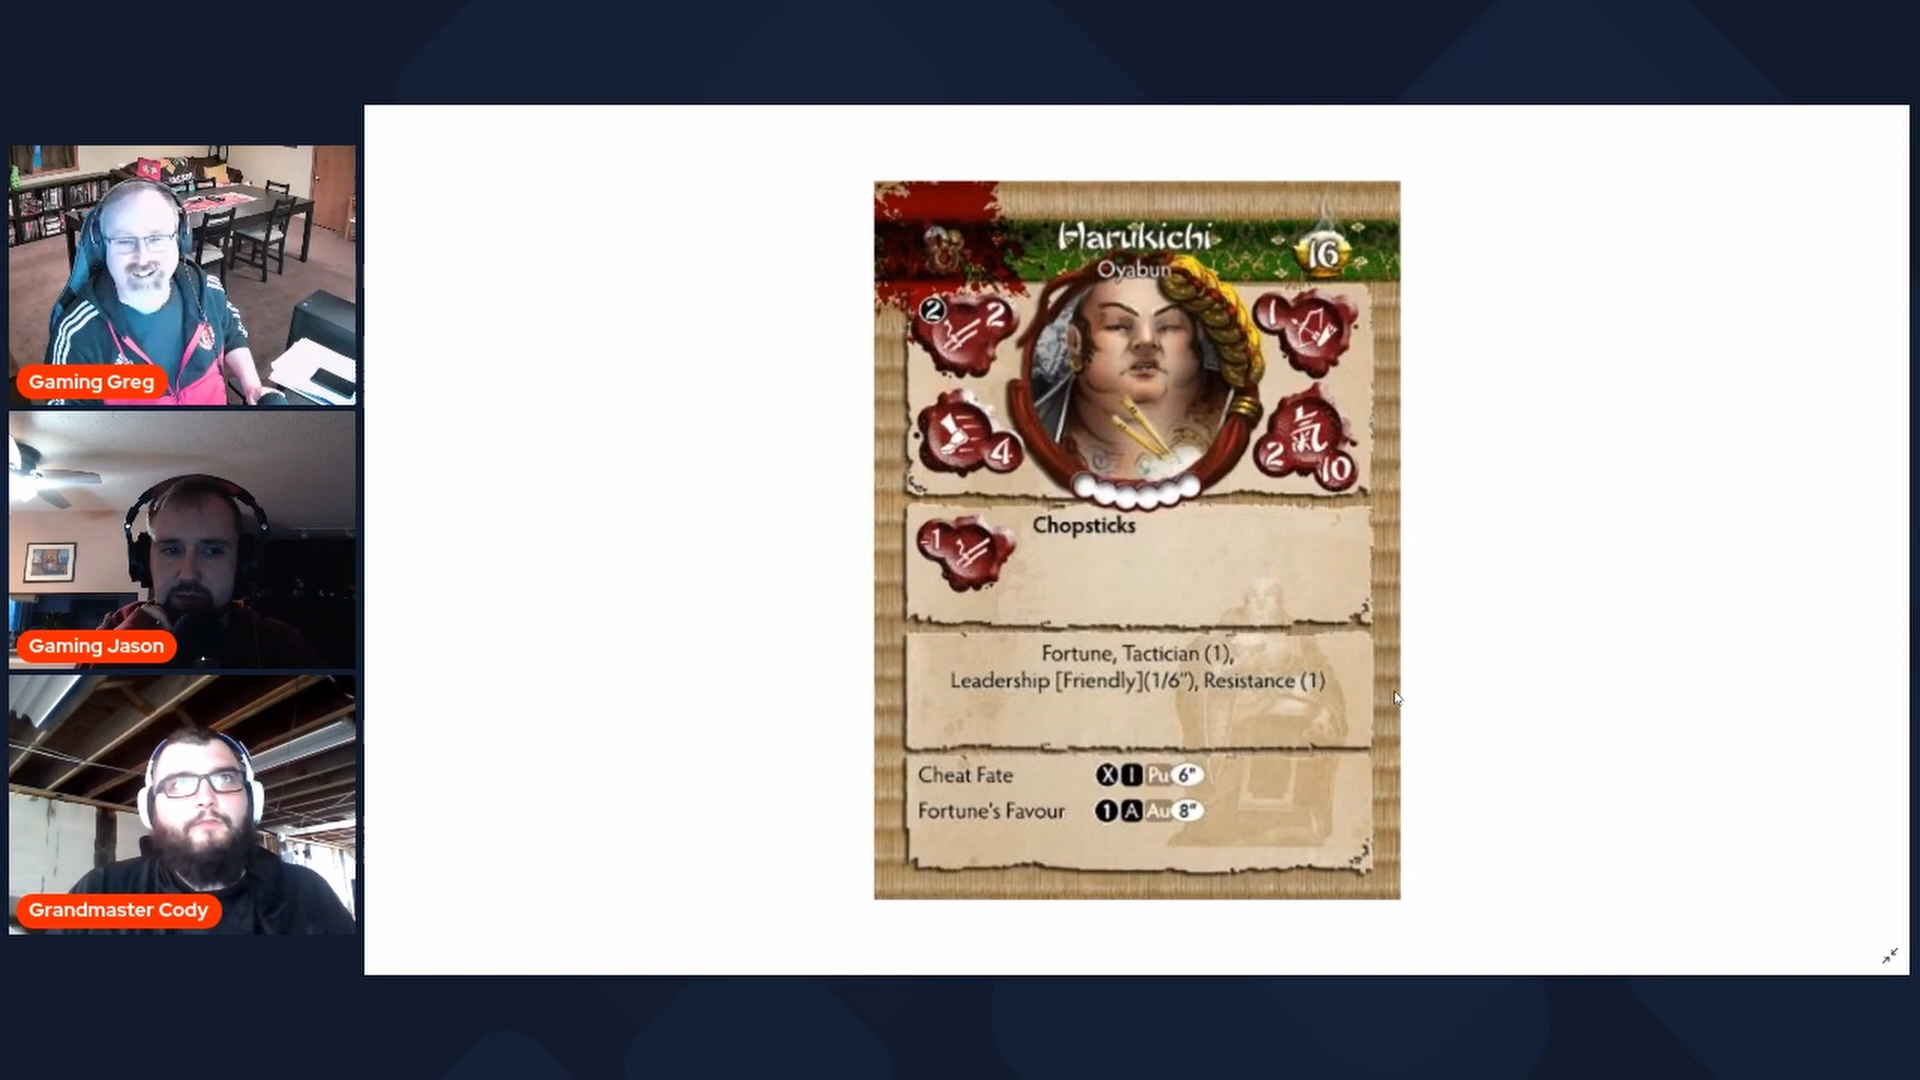 Gaming Greg
Gaming Jason
Grandmaster Cody
Harukichi
Oyabun
16
2 2
1
4
2 氣 10
-1
Chopsticks
Fortune, Tactician (1),
Leadership [Friendly](1/6"), Resistance (1)
Cheat Fate X I Pu 6"
Fortune's Favour 1 A Au 8"